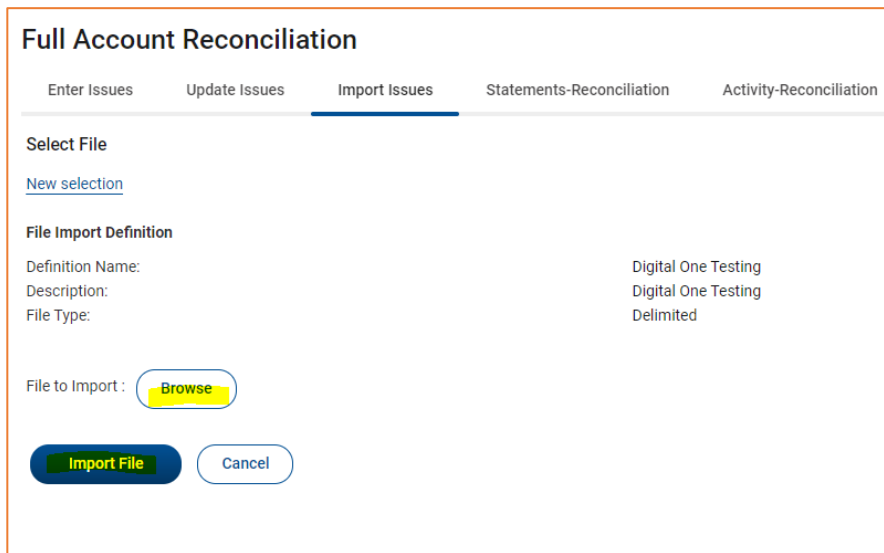 Full Account Reconciliation
Enter Issues Update Issues Import Issues Statements-Reconciliation Activity-Reconciliation
Select File
New selection
File Import Definition
Definition Name: Digital One Testing
Description: Digital One Testing
File Type: Delimited
File to Import : Browse
Import File Cancel